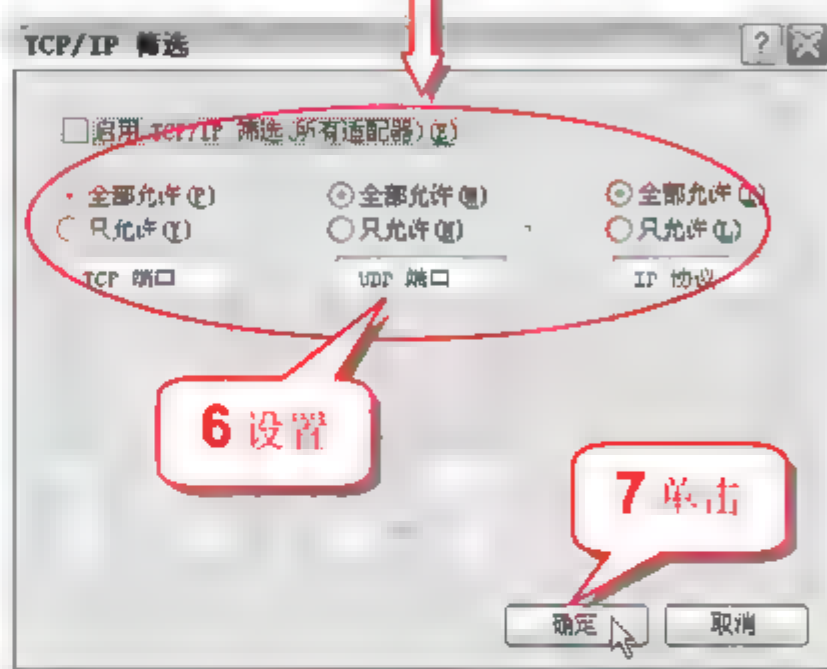 TCP/IP 筛选
启用 TCP/IP 筛选(所有适配器)(E)
全部允许(P) 全部允许(M) 全部允许(L)
只允许(Y) 只允许(N) 只允许(L)
TCP 端口 UDP 端口 IP 协议
6 设置
7 单击
确定 取消